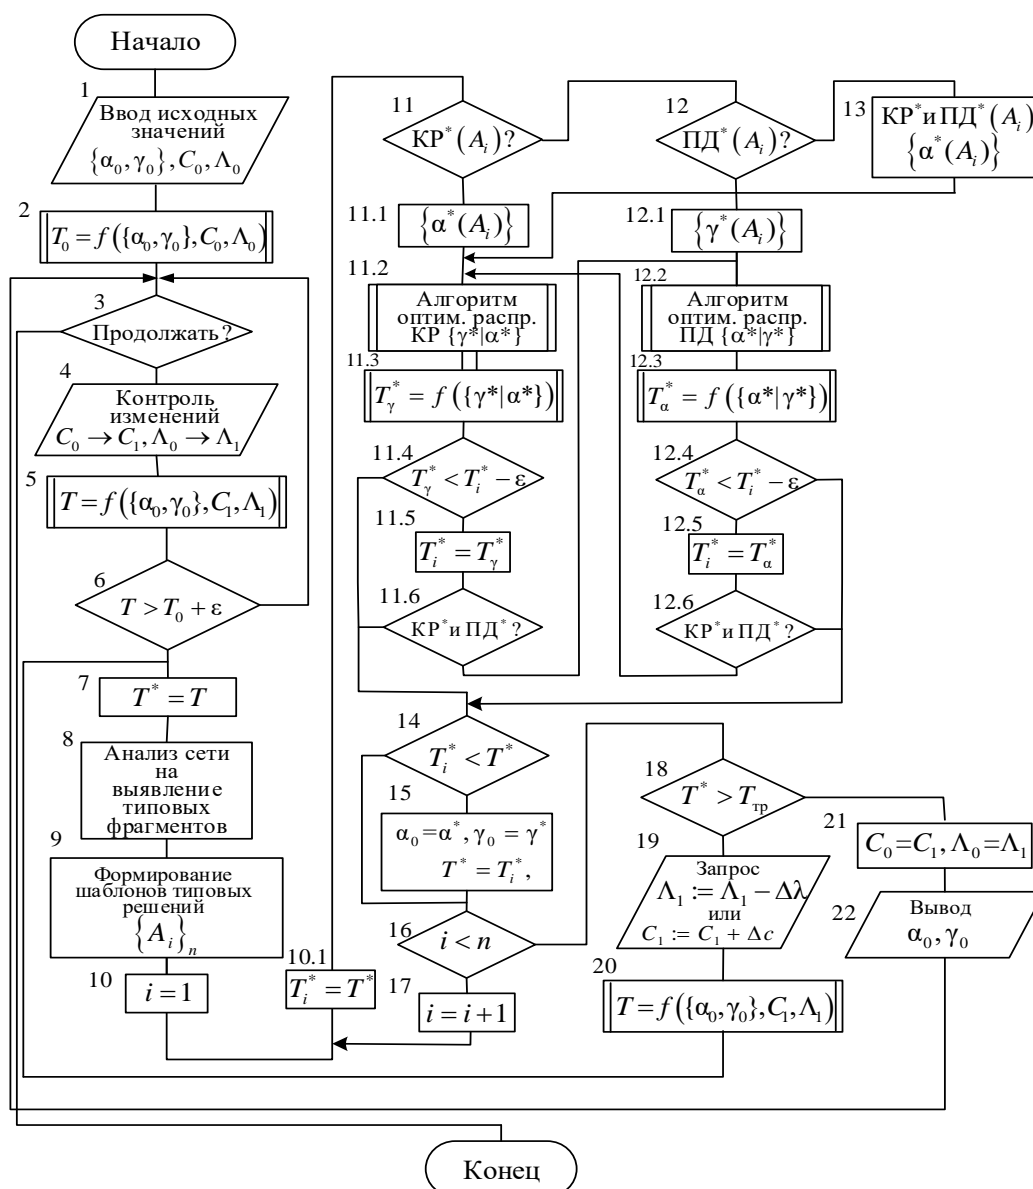 Начало
1
Ввод исходных
значений
{α₀, γ₀}, C₀, Λ₀
2
T₀ = f({α₀, γ₀}, C₀, Λ₀)
3
Продолжать?
4
Контроль
изменений
C₀ → C₁, Λ₀ → Λ₁
5
T = f({α₀, γ₀}, C₁, Λ₁)
6
T > T₀ + ε
7
T* = T
8
Анализ сети
на
выявление
типовых
фрагментов
9
Формирование
шаблонов типовых
решений
{Aᵢ}ₙ
10
i = 1
10.1
Tᵢ* = T*
11
КР*(Aᵢ)?
11.1
{α*(Aᵢ)}
11.2
Алгоритм
оптим. распр.
КР {γ*|α*}
11.3
T_γ* = f({γ*|α*})
11.4
T_γ* < Tᵢ* − ε
11.5
Tᵢ* = T_γ*
11.6
КР* и ПД*?
12
ПД*(Aᵢ)?
12.1
{γ*(Aᵢ)}
12.2
Алгоритм
оптим. распр.
ПД {α*|γ*}
12.3
T_α* = f({α*|γ*})
12.4
T_α* < Tᵢ* − ε
12.5
Tᵢ* = T_α*
12.6
КР* и ПД*?
13
КР* и ПД*(Aᵢ)
{α*(Aᵢ)}
14
Tᵢ* < T*
15
α₀ = α*, γ₀ = γ*
T* = Tᵢ*,
16
i < n
17
i = i + 1
18
T* > Tтр
19
Запрос
Λ₁ := Λ₁ − Δλ
или
C₁ := C₁ + Δc
20
T = f({α₀, γ₀}, C₁, Λ₁)
21
C₀ = C₁, Λ₀ = Λ₁
22
Вывод
α₀, γ₀
Конец